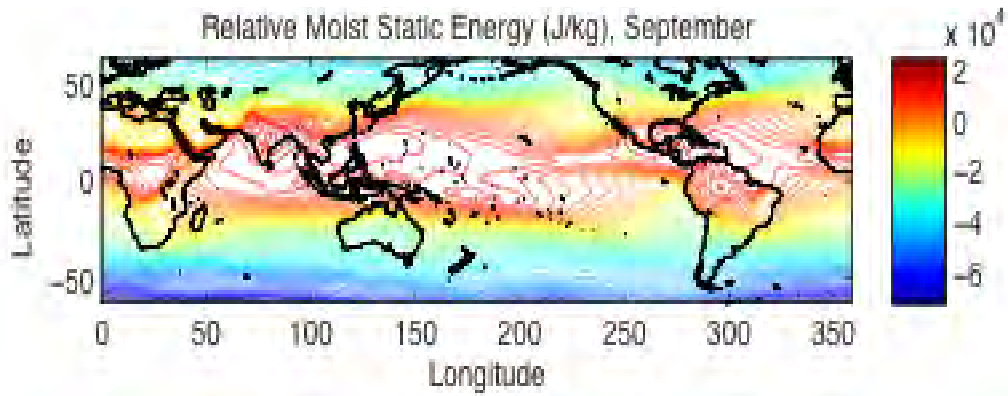 Relative Moist Static Energy (J/kg), September
x 10⁴
50
0
−50
Latitude
0 50 100 150 200 250 300 350
Longitude
2
0
−2
−4
−6